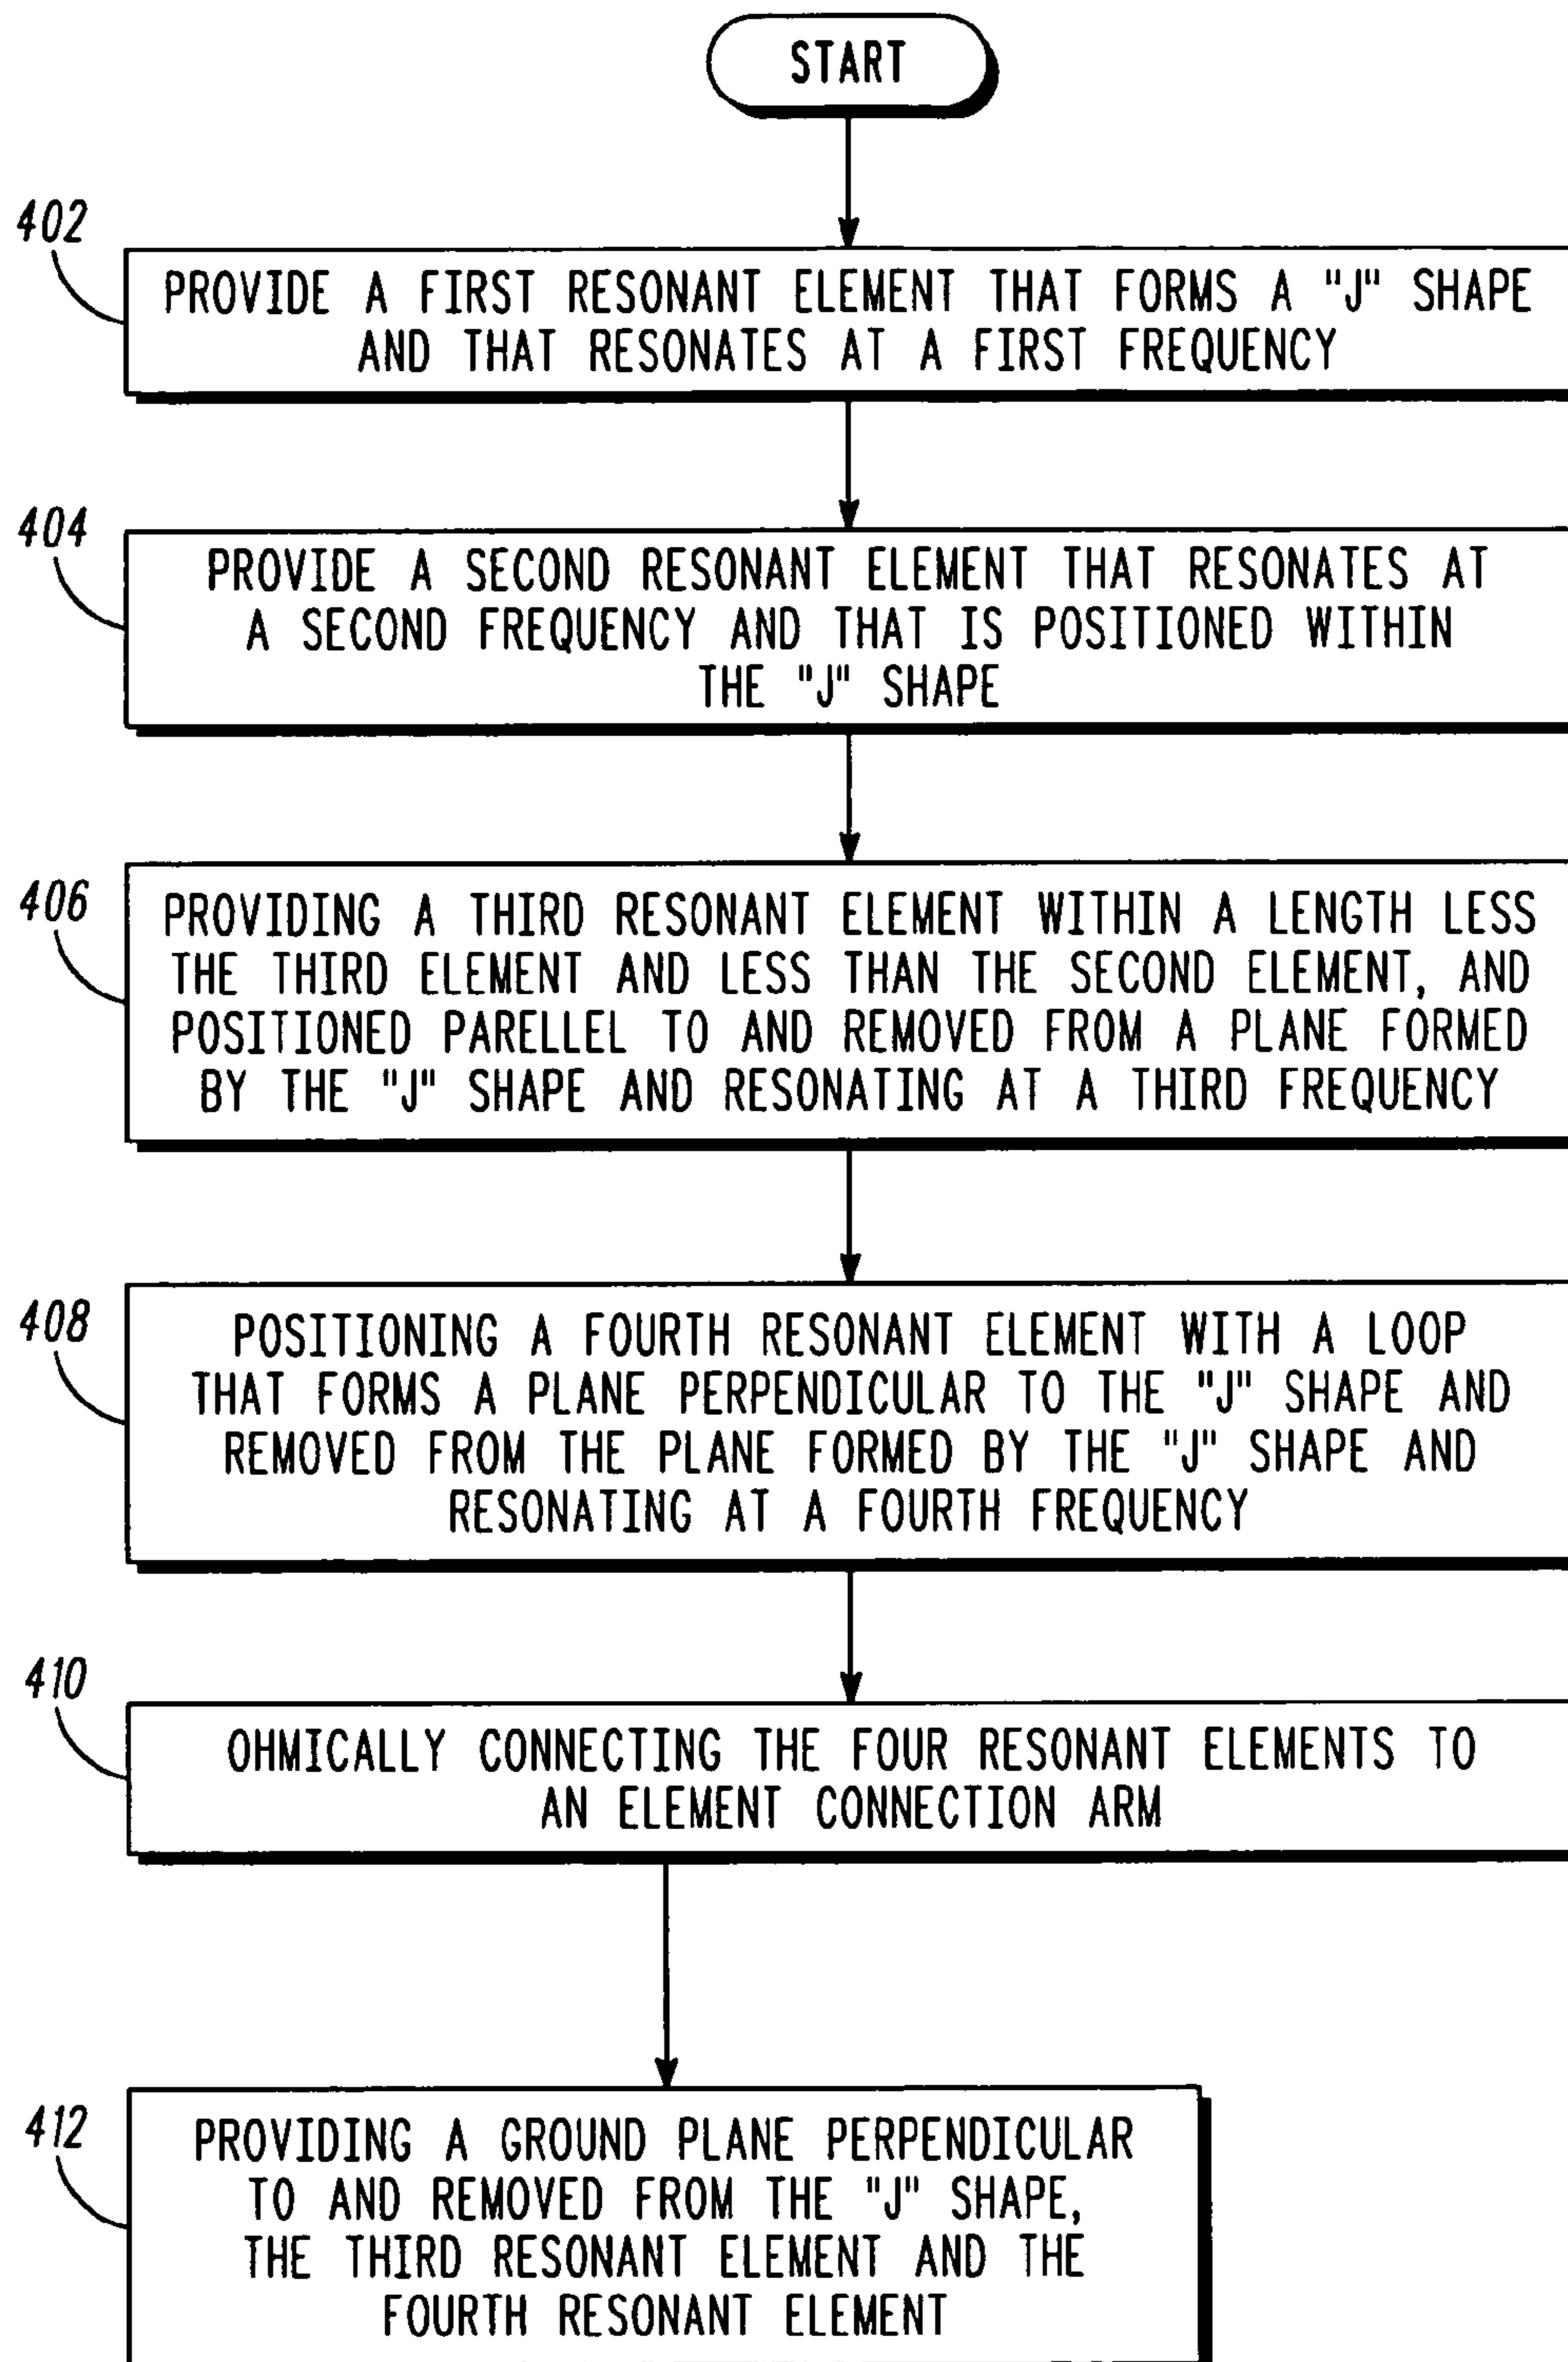 START
402
PROVIDE A FIRST RESONANT ELEMENT THAT FORMS A "J" SHAPE
AND THAT RESONATES AT A FIRST FREQUENCY
404
PROVIDE A SECOND RESONANT ELEMENT THAT RESONATES AT
A SECOND FREQUENCY AND THAT IS POSITIONED WITHIN
THE "J" SHAPE
406
PROVIDING A THIRD RESONANT ELEMENT WITHIN A LENGTH LESS
THE THIRD ELEMENT AND LESS THAN THE SECOND ELEMENT, AND
POSITIONED PARELLEL TO AND REMOVED FROM A PLANE FORMED
BY THE "J" SHAPE AND RESONATING AT A THIRD FREQUENCY
408
POSITIONING A FOURTH RESONANT ELEMENT WITH A LOOP
THAT FORMS A PLANE PERPENDICULAR TO THE "J" SHAPE AND
REMOVED FROM THE PLANE FORMED BY THE "J" SHAPE AND
RESONATING AT A FOURTH FREQUENCY
410
OHMICALLY CONNECTING THE FOUR RESONANT ELEMENTS TO
AN ELEMENT CONNECTION ARM
412
PROVIDING A GROUND PLANE PERPENDICULAR
TO AND REMOVED FROM THE "J" SHAPE,
THE THIRD RESONANT ELEMENT AND THE
FOURTH RESONANT ELEMENT